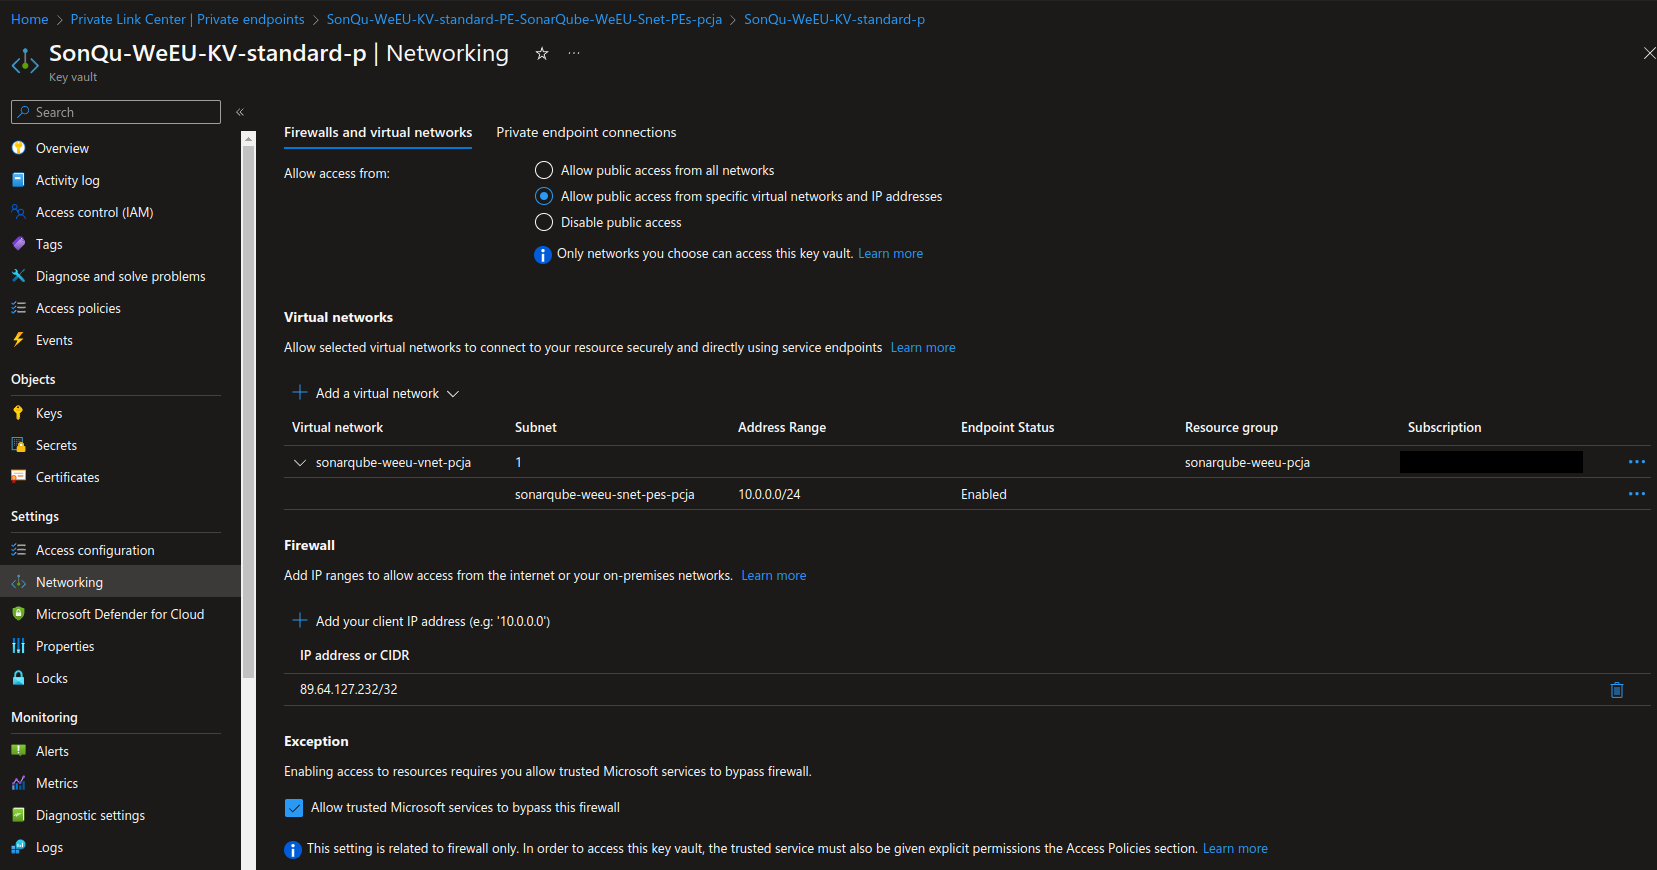 Home > Private Link Center | Private endpoints > SonQu-WeEU-KV-standard-PE-SonarQube-WeEU-Snet-PEs-pcja > SonQu-WeEU-KV-standard-p
SonQu-WeEU-KV-standard-p | Networking ☆ ...
Key vault
Search «
Overview
Activity log
Access control (IAM)
Tags
Diagnose and solve problems
Access policies
Events
Objects
Keys
Secrets
Certificates
Settings
Access configuration
Networking
Microsoft Defender for Cloud
Properties
Locks
Monitoring
Alerts
Metrics
Diagnostic settings
Logs
Firewalls and virtual networks Private endpoint connections
Allow access from:
Allow public access from all networks
Allow public access from specific virtual networks and IP addresses
Disable public access
Only networks you choose can access this key vault. Learn more
Virtual networks
Allow selected virtual networks to connect to your resource securely and directly using service endpoints Learn more
Add a virtual network
Virtual network Subnet Address Range Endpoint Status Resource group Subscription
sonarqube-weeu-vnet-pcja 1 sonarqube-weeu-pcja ...
sonarqube-weeu-snet-pes-pcja 10.0.0.0/24 Enabled ...
Firewall
Add IP ranges to allow access from the internet or your on-premises networks. Learn more
Add your client IP address (e.g: '10.0.0.0')
IP address or CIDR
89.64.127.232/32
Exception
Enabling access to resources requires you allow trusted Microsoft services to bypass firewall.
Allow trusted Microsoft services to bypass this firewall
This setting is related to firewall only. In order to access this key vault, the trusted service must also be given explicit permissions the Access Policies section. Learn more